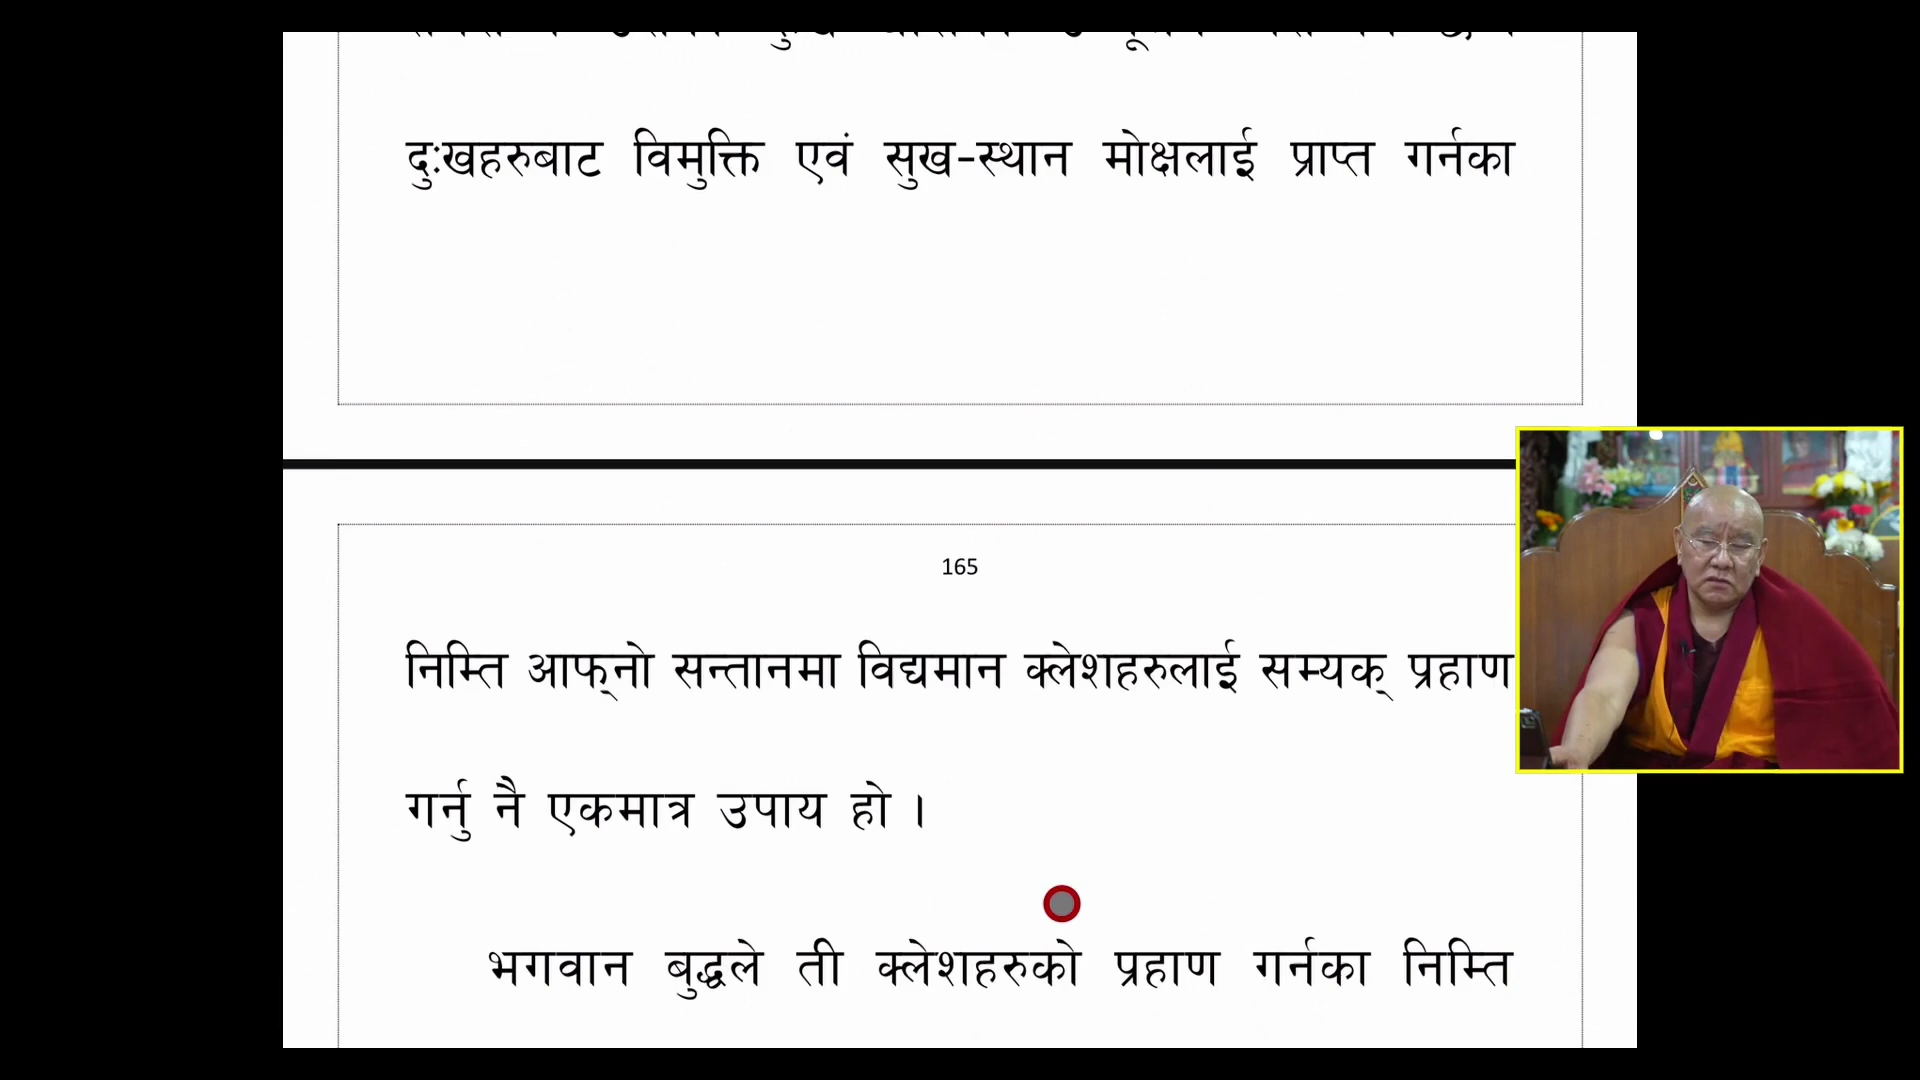 दुःखहरुबाट विमुक्ति एवं सुख-स्थान मोक्षलाई प्राप्त गर्नका
165
निम्ति आफ्‌नो सन्तानमा विद्यमान क्लेशहरुलाई सम्यक् प्रहाण
गर्नु नै एकमात्र उपाय हो ।
भगवान बुद्धले ती क्लेशहरुको प्रहाण गर्नका निम्ति